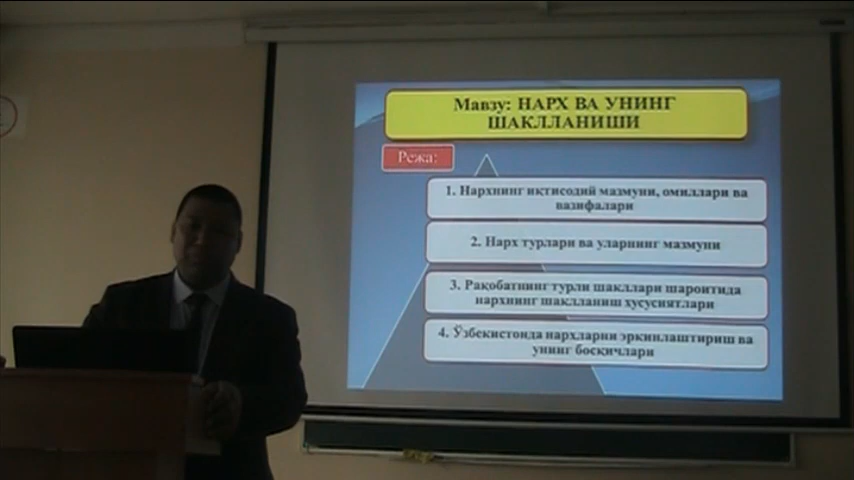 Мавзу: НАРХ ВА УНИНГ
ШАКЛЛАНИШИ
Режа:
1. Нархнинг иқтисодий мазмуни, омиллари ва
вазифалари
2. Нарх турлари ва уларнинг мазмуни
3. Рақобатнинг турли шакллари шароитида
нархнинг шаклланиш хусусиятлари
4. Ўзбекистонда нархларни эркинлаштириш ва
унинг босқичлари